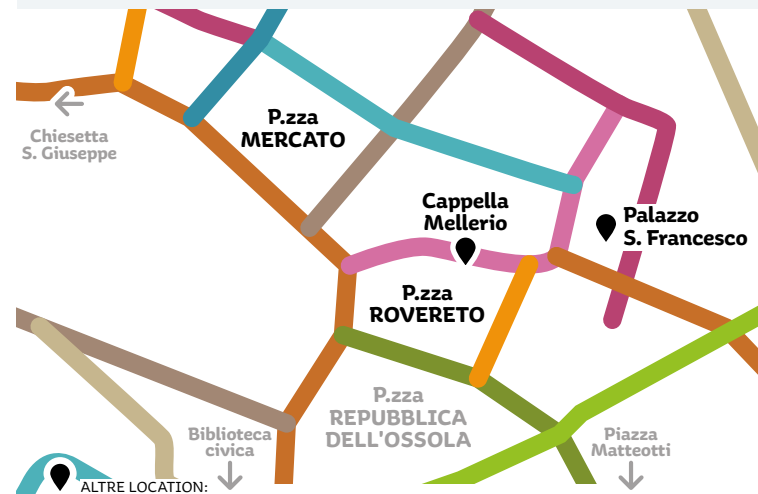 P.zza
MERCATO
Chiesetta
S. Giuseppe
Cappella
Mellerio
Palazzo
S. Francesco
P.zza
ROVERETO
P.zza
REPUBBLICA
DELL'OSSOLA
Biblioteca
civica
Piazza
Matteotti
ALTRE LOCATION: